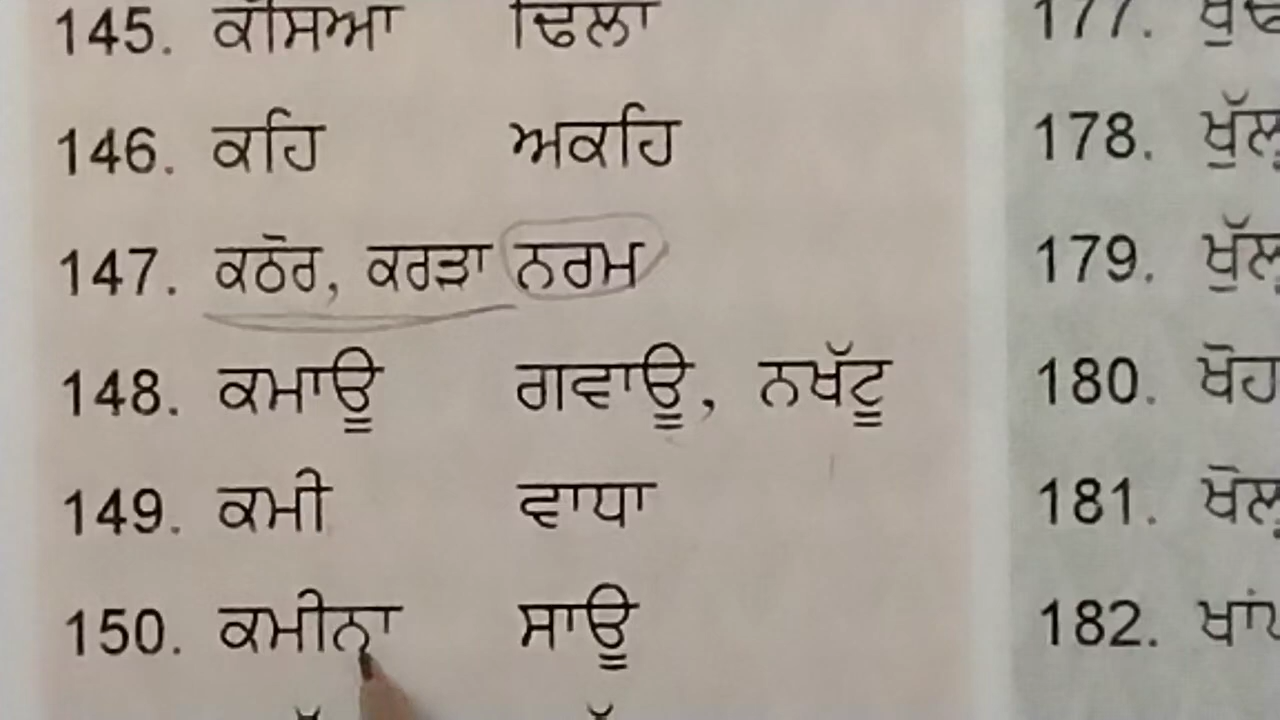 145. ਕੱਸਿਆ ਢਿਲਾ
146. ਕਹਿ ਅਕਹਿ
147. ਕਠੋਰ, ਕਰੜਾ ਨਰਮ
148. ਕਮਾਊ ਗਵਾਊ, ਨਖੱਟੂ
149. ਕਮੀ ਵਾਧਾ
150. ਕਮੀਨਾ ਸਾਊ
177.
178.
179.
180.
181.
182.